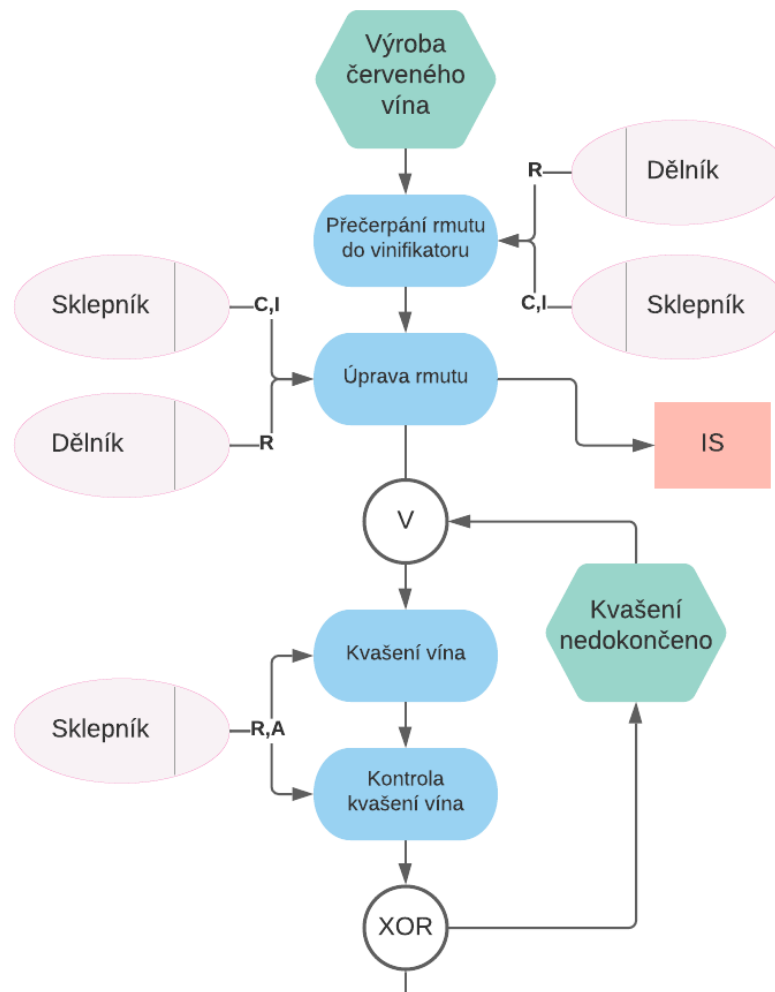 Výroba
červeného
vína
R
Dělník
Přečerpání rmutu
do vinifikatoru
Sklepník
C,I
C,I
Sklepník
Úprava rmutu
Dělník
R
IS
V
Kvašení
nedokončeno
Kvašení vína
Sklepník
R,A
Kontrola
kvašení vína
XOR